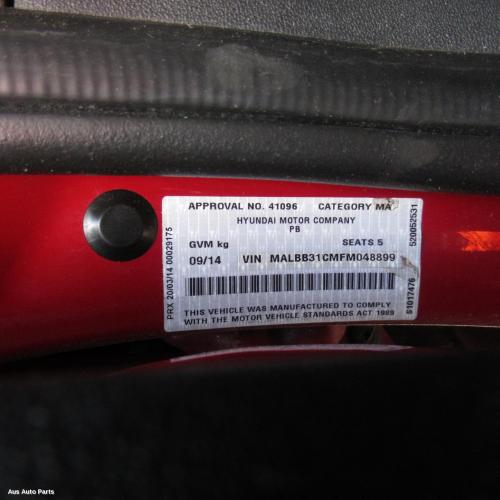 APPROVAL NO. 41096 CATEGORY MA
HYUNDAI MOTOR COMPANY
PB
GVM kg SEATS 5
09/14 VIN MALBB31CMFM048899
THIS VEHICLE WAS MANUFACTURED TO COMPLY
WITH THE MOTOR VEHICLE STANDARDS ACT 1989
PRX 20/03/14 00029175
520052531
51017476
Aus Auto Parts